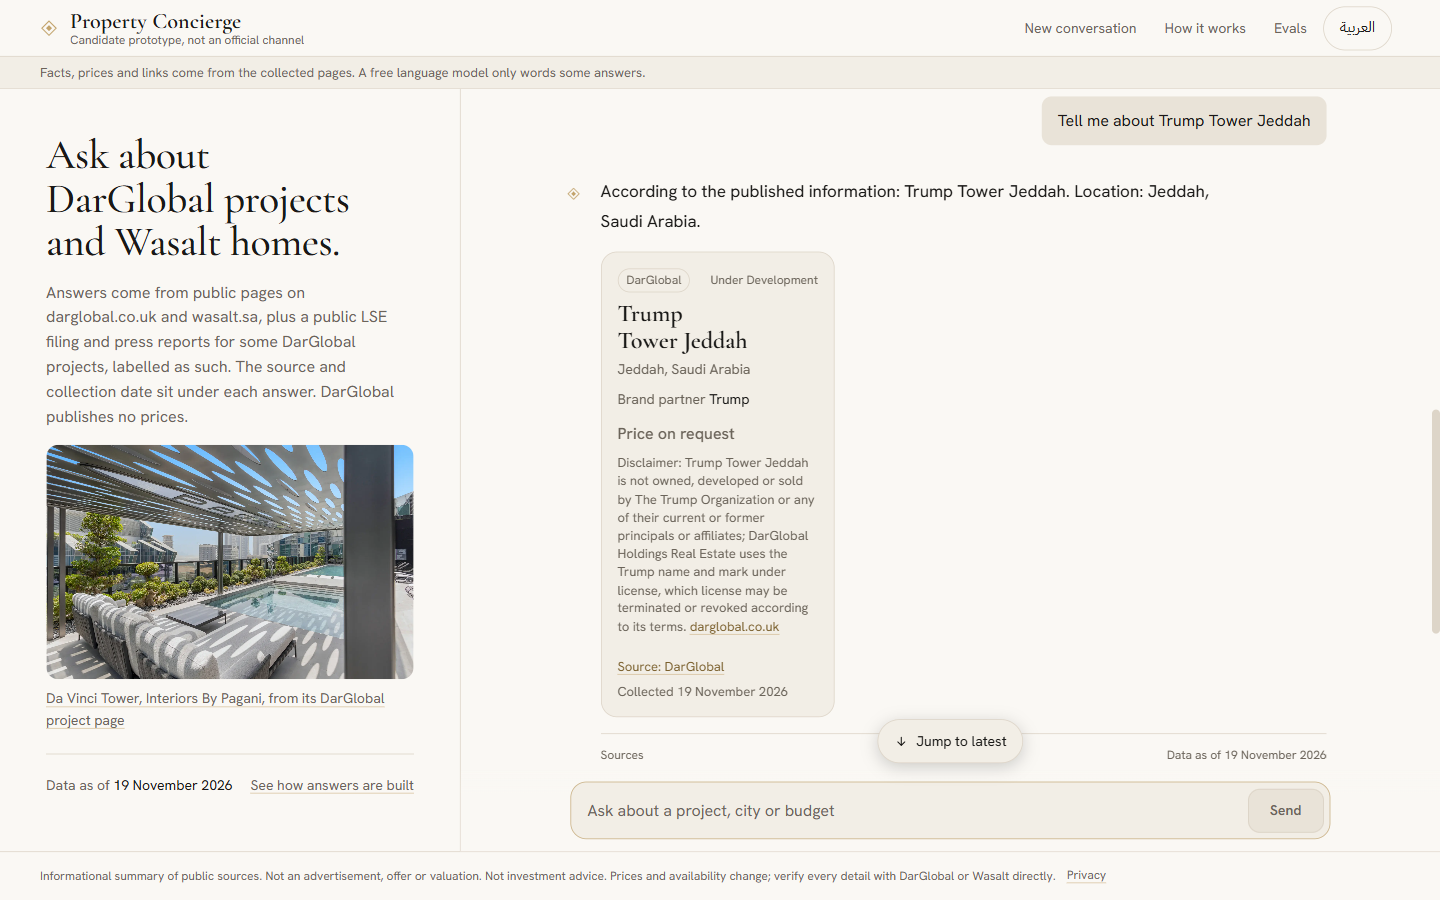 Property Concierge
Candidate prototype, not an official channel
New conversation
How it works
Evals
العربية
Facts, prices and links come from the collected pages. A free language model only words some answers.
Ask about
DarGlobal projects
and Wasalt homes.
Answers come from public pages on
darglobal.co.uk and wasalt.sa, plus a public LSE
filing and press reports for some DarGlobal
projects, labelled as such. The source and
collection date sit under each answer. DarGlobal
publishes no prices.
Da Vinci Tower, Interiors By Pagani, from its DarGlobal
project page
Data as of 19 November 2026
See how answers are built
Tell me about Trump Tower Jeddah
According to the published information: Trump Tower Jeddah. Location: Jeddah,
Saudi Arabia.
DarGlobal
Under Development
Trump
Tower Jeddah
Jeddah, Saudi Arabia
Brand partner Trump
Price on request
Disclaimer: Trump Tower Jeddah
is not owned, developed or sold
by The Trump Organization or any
of their current or former
principals or affiliates; DarGlobal
Holdings Real Estate uses the
Trump name and mark under
license, which license may be
terminated or revoked according
to its terms. darglobal.co.uk
Source: DarGlobal
Collected 19 November 2026
↓ Jump to latest
Sources
Data as of 19 November 2026
Ask about a project, city or budget
Send
Informational summary of public sources. Not an advertisement, offer or valuation. Not investment advice. Prices and availability change; verify every detail with DarGlobal or Wasalt directly.
Privacy